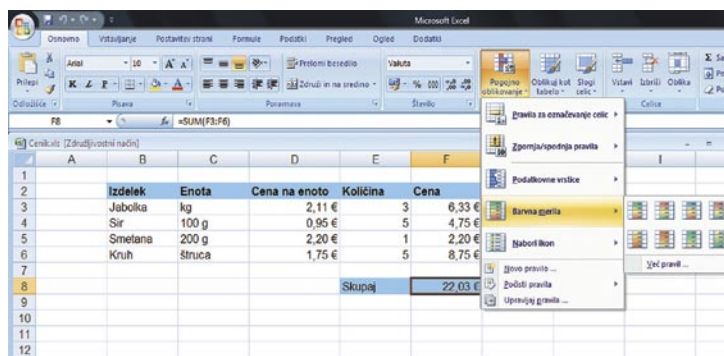 Microsoft Excel
Osnovno Vstavljanje Postavitev strani Formule Podatki Pregled Ogled Dodatki
Prilepi
Arial 10
Prelomi besedilo
Valuta
K L P
Združi in na sredino
% 000
Pogojno oblikovanje
Oblikuj kot tabelo
Slogi celic
Vstavi Izbriši Oblika
Odložišče Pisava Poravnava Število Celice
F8 fx =SUM(F3:F6)
Cenik.xls [Združljivostni način]
A B C D E F I
1
2 Izdelek Enota Cena na enoto Količina Cena
3 Jabolka kg 2,11 € 3 6,33 €
4 Sir 100 g 0,95 € 5 4,75 €
5 Smetana 200 g 2,20 € 1 2,20 €
6 Kruh štruca 1,75 € 5 8,75 €
7
8 Skupaj 22,03 €
9
10
11
12
Pravila za označevanje celic
Zgornja/spodnja pravila
Podatkovne vrstice
Barvna merila
Nabori ikon
Novo pravilo ...
Počisti pravila
Upravljaj pravila ...
Več pravil ...